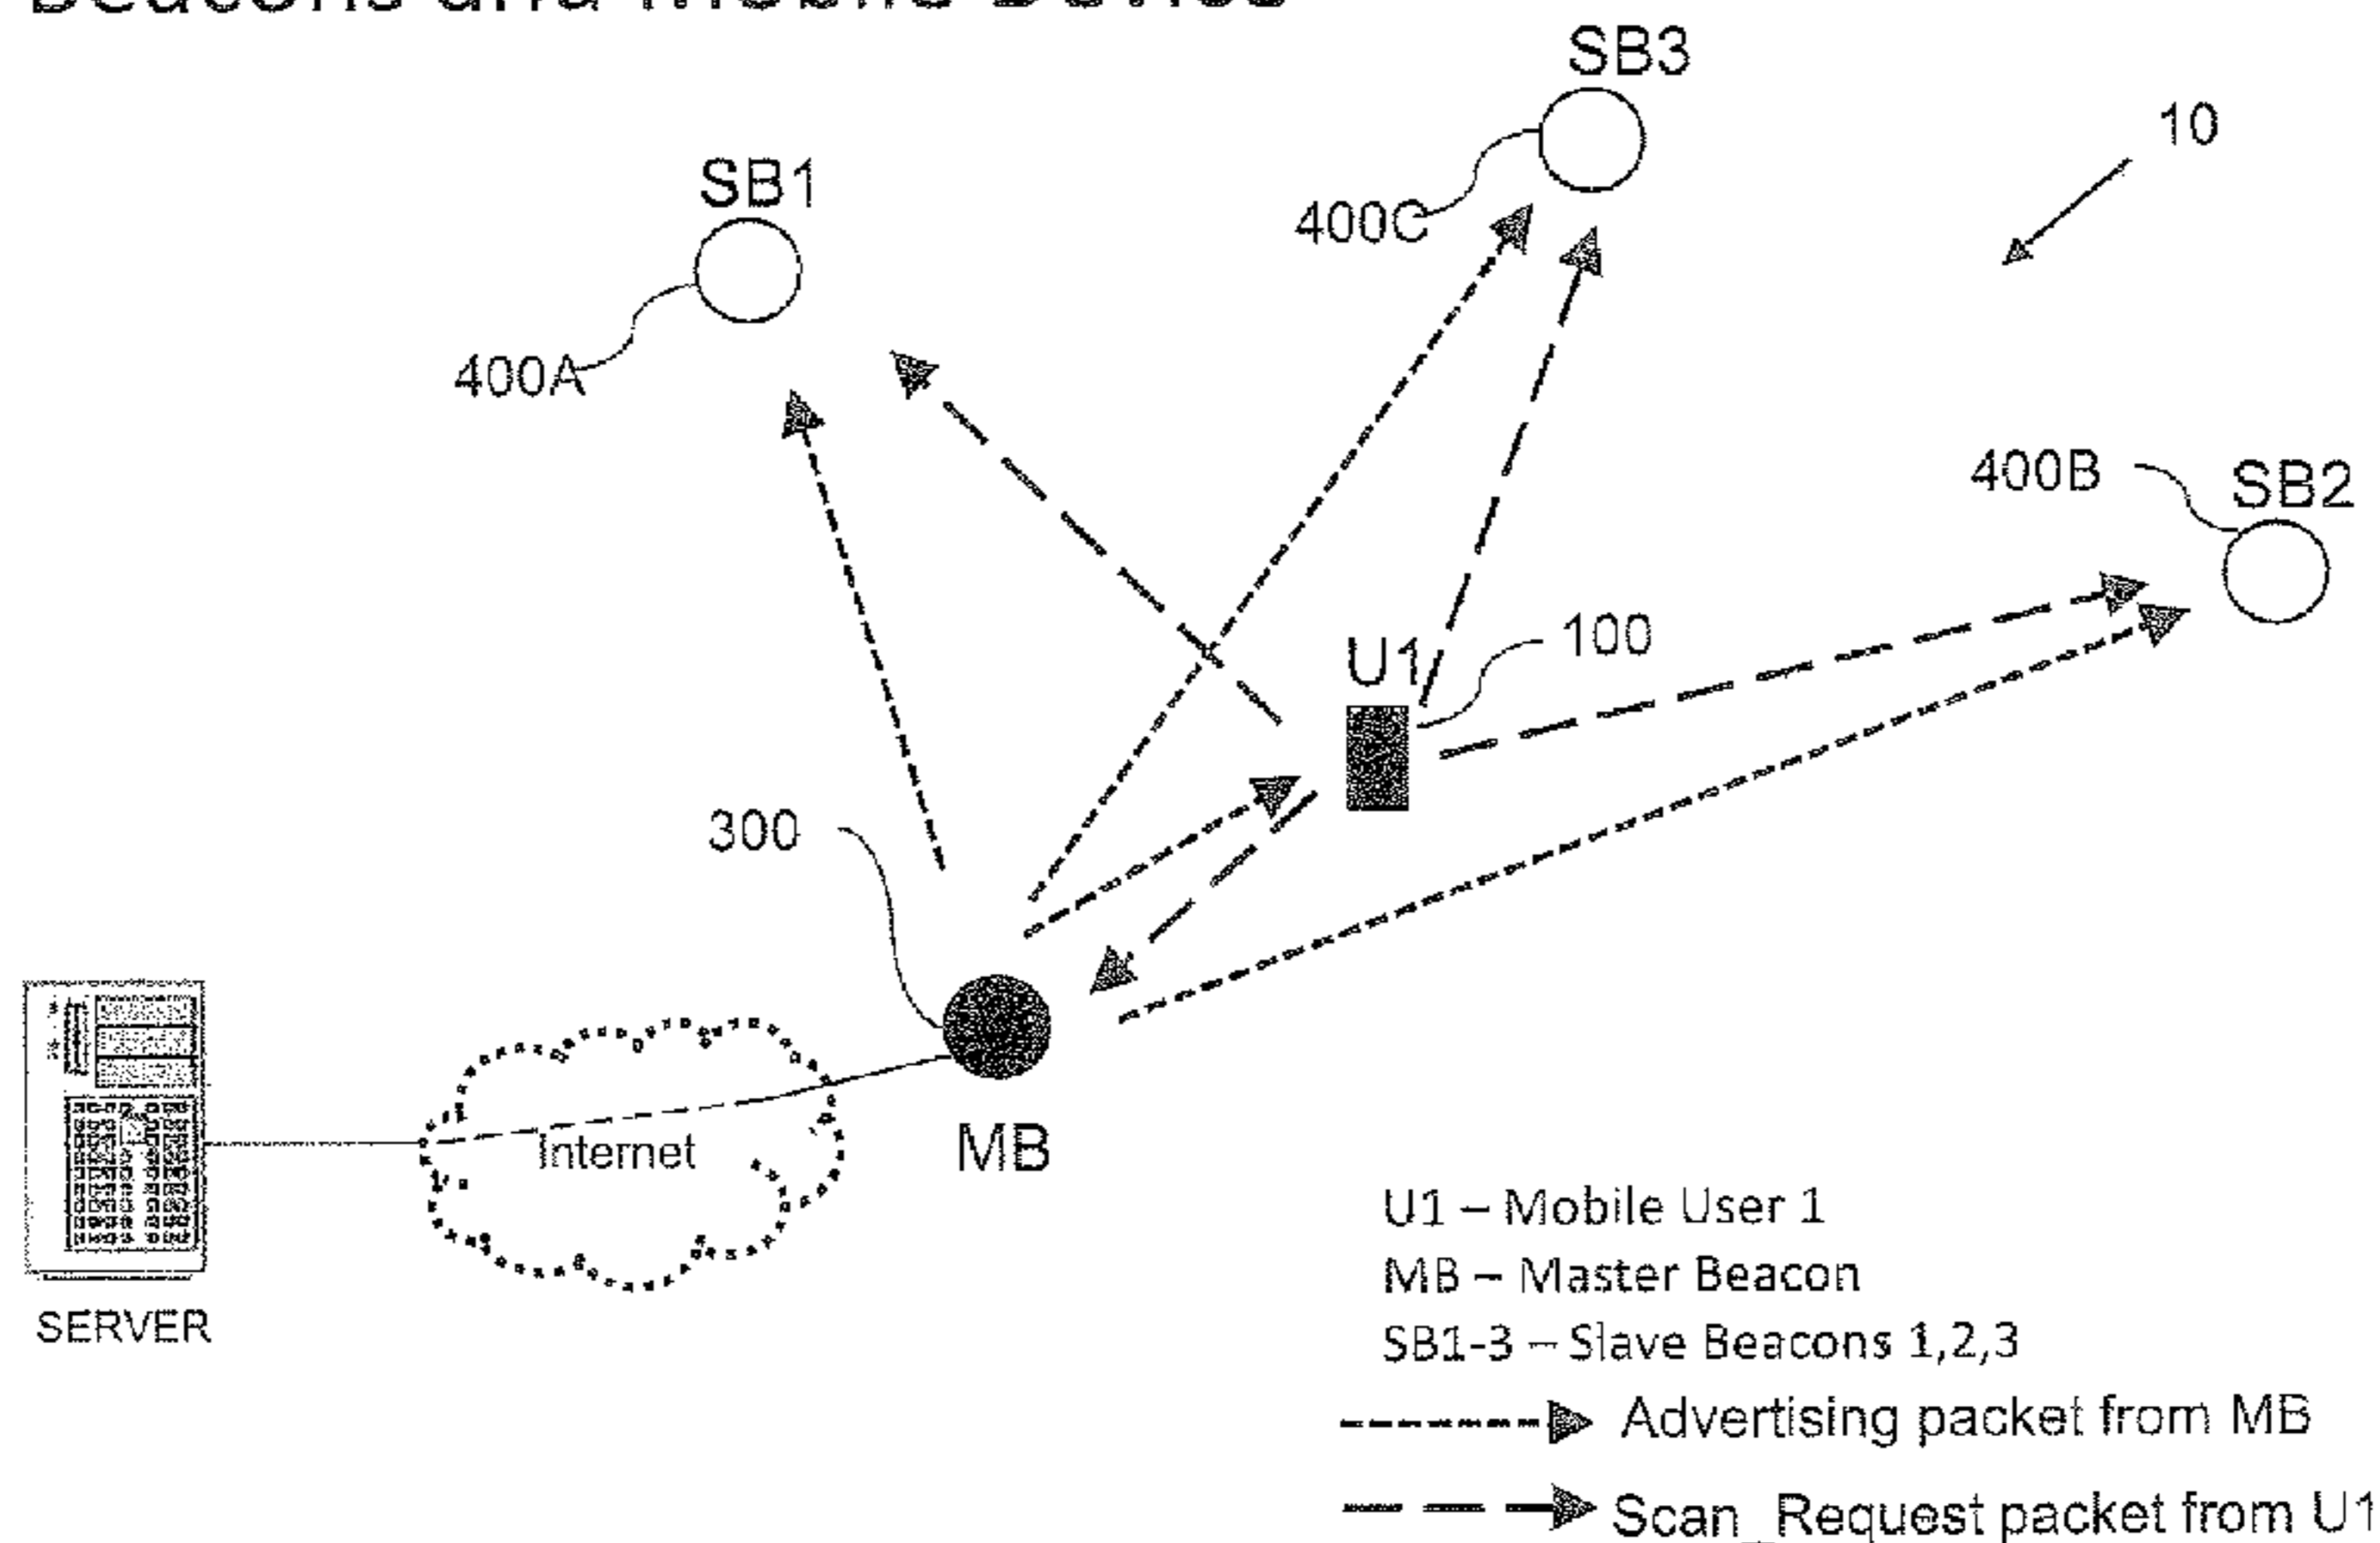 SB3
10
SB1
400C
400A
400B
SB2
100
U1
300
Internet
MB
SERVER
U1 – Mobile User 1
MB – Master Beacon
SB1-3 – Slave Beacons 1,2,3
Advertising packet from MB
Scan_Request packet from U1